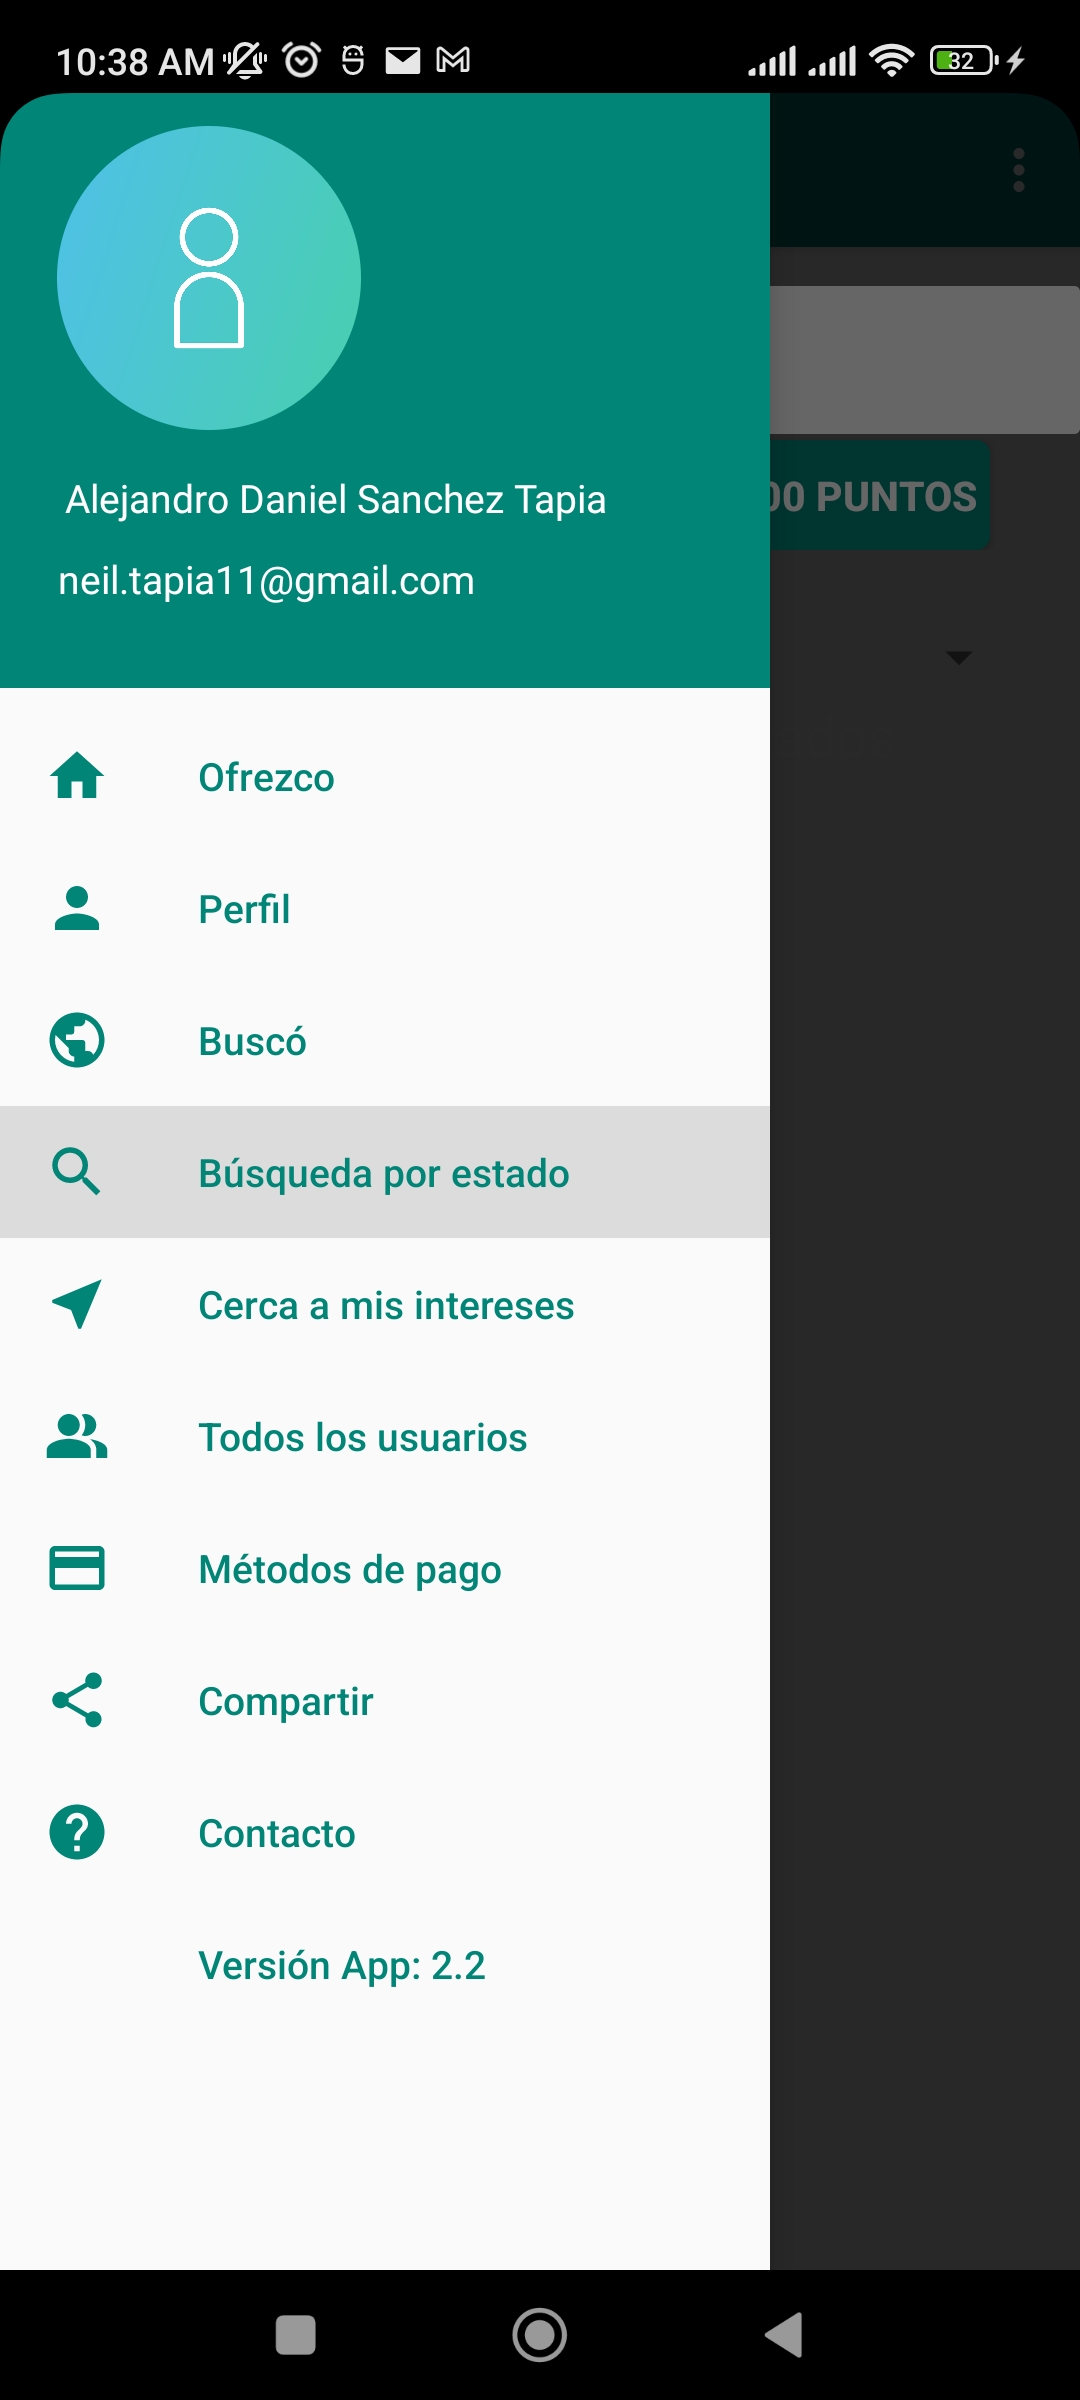 10:38 AM
32
Alejandro Daniel Sanchez Tapia
neil.tapia11@gmail.com
00 PUNTOS
Ofrezco
Perfil
Buscó
Búsqueda por estado
Cerca a mis intereses
Todos los usuarios
Métodos de pago
Compartir
Contacto
Versión App: 2.2